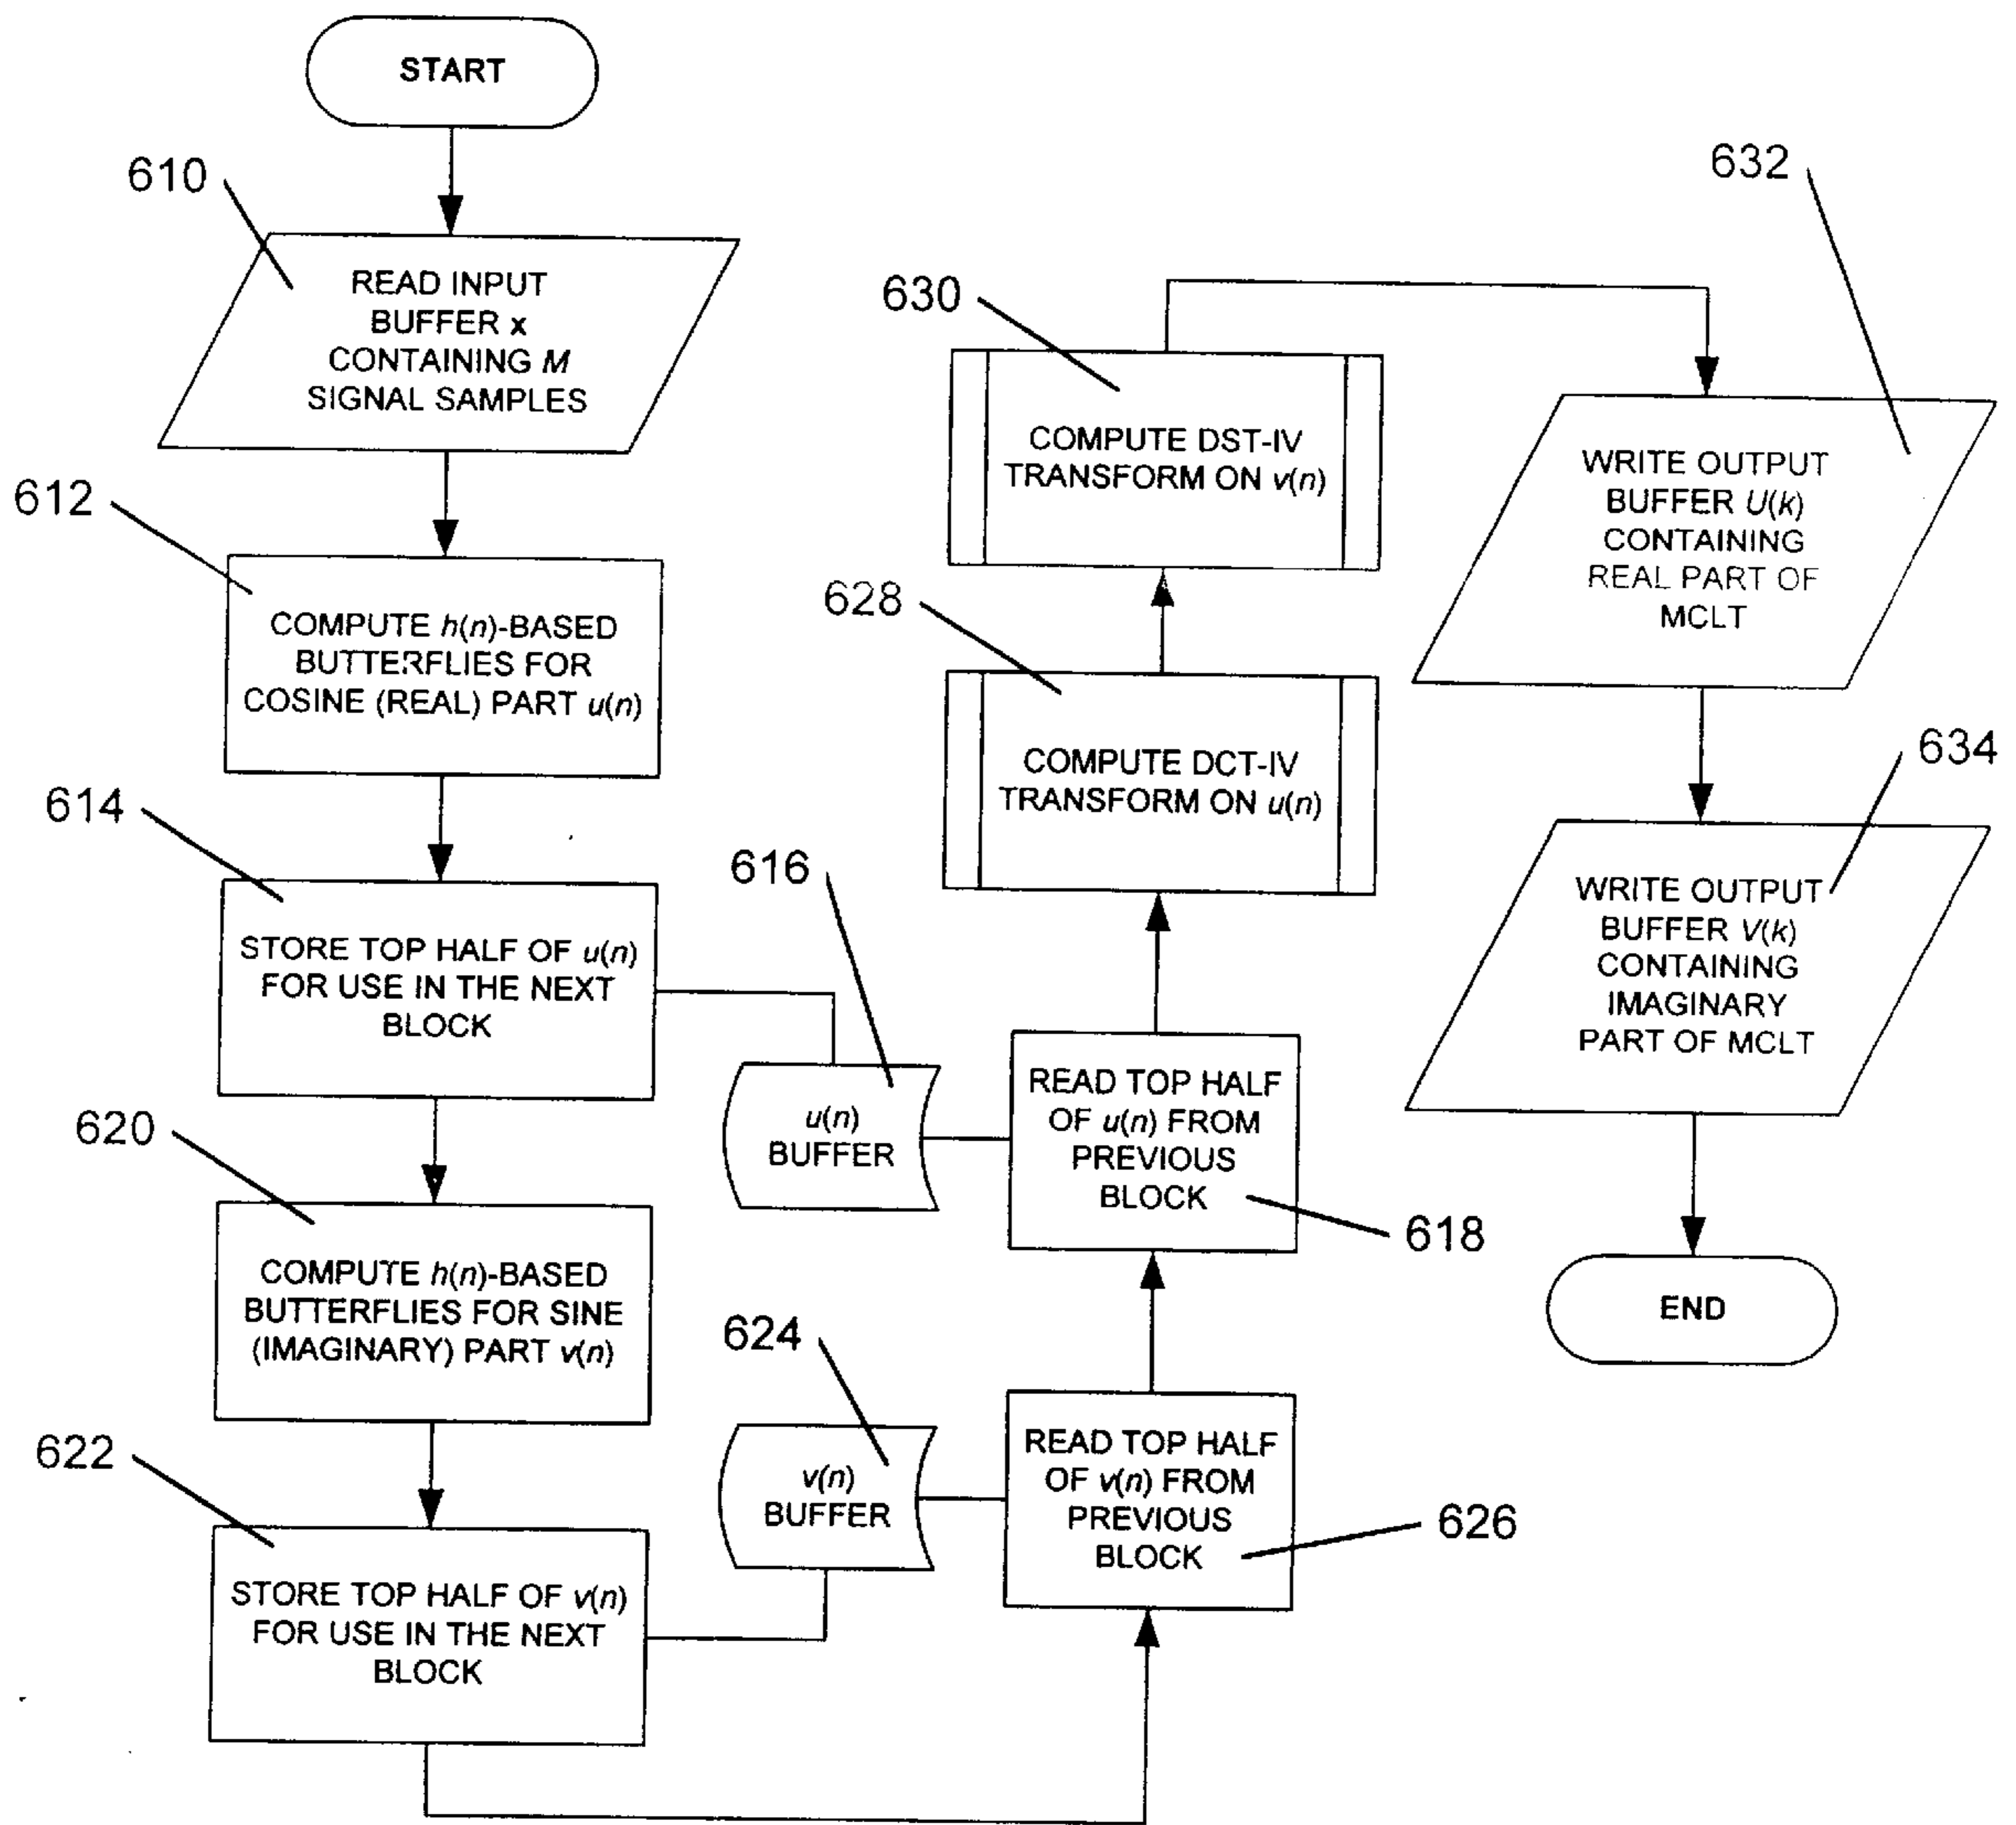 START
610
READ INPUT
BUFFER x
CONTAINING M
SIGNAL SAMPLES
612
COMPUTE h(n)-BASED
BUTTERFLIES FOR
COSINE (REAL) PART u(n)
614
STORE TOP HALF OF u(n)
FOR USE IN THE NEXT
BLOCK
616
u(n)
BUFFER
620
COMPUTE h(n)-BASED
BUTTERFLIES FOR SINE
(IMAGINARY) PART v(n)
622
STORE TOP HALF OF v(n)
FOR USE IN THE NEXT
BLOCK
624
v(n)
BUFFER
READ TOP HALF
OF v(n) FROM
PREVIOUS
BLOCK
626
READ TOP HALF
OF u(n) FROM
PREVIOUS
BLOCK
618
628
COMPUTE DCT-IV
TRANSFORM ON u(n)
630
COMPUTE DST-IV
TRANSFORM ON v(n)
632
WRITE OUTPUT
BUFFER U(k)
CONTAINING
REAL PART OF
MCLT
634
WRITE OUTPUT
BUFFER V(k)
CONTAINING
IMAGINARY
PART OF MCLT
END